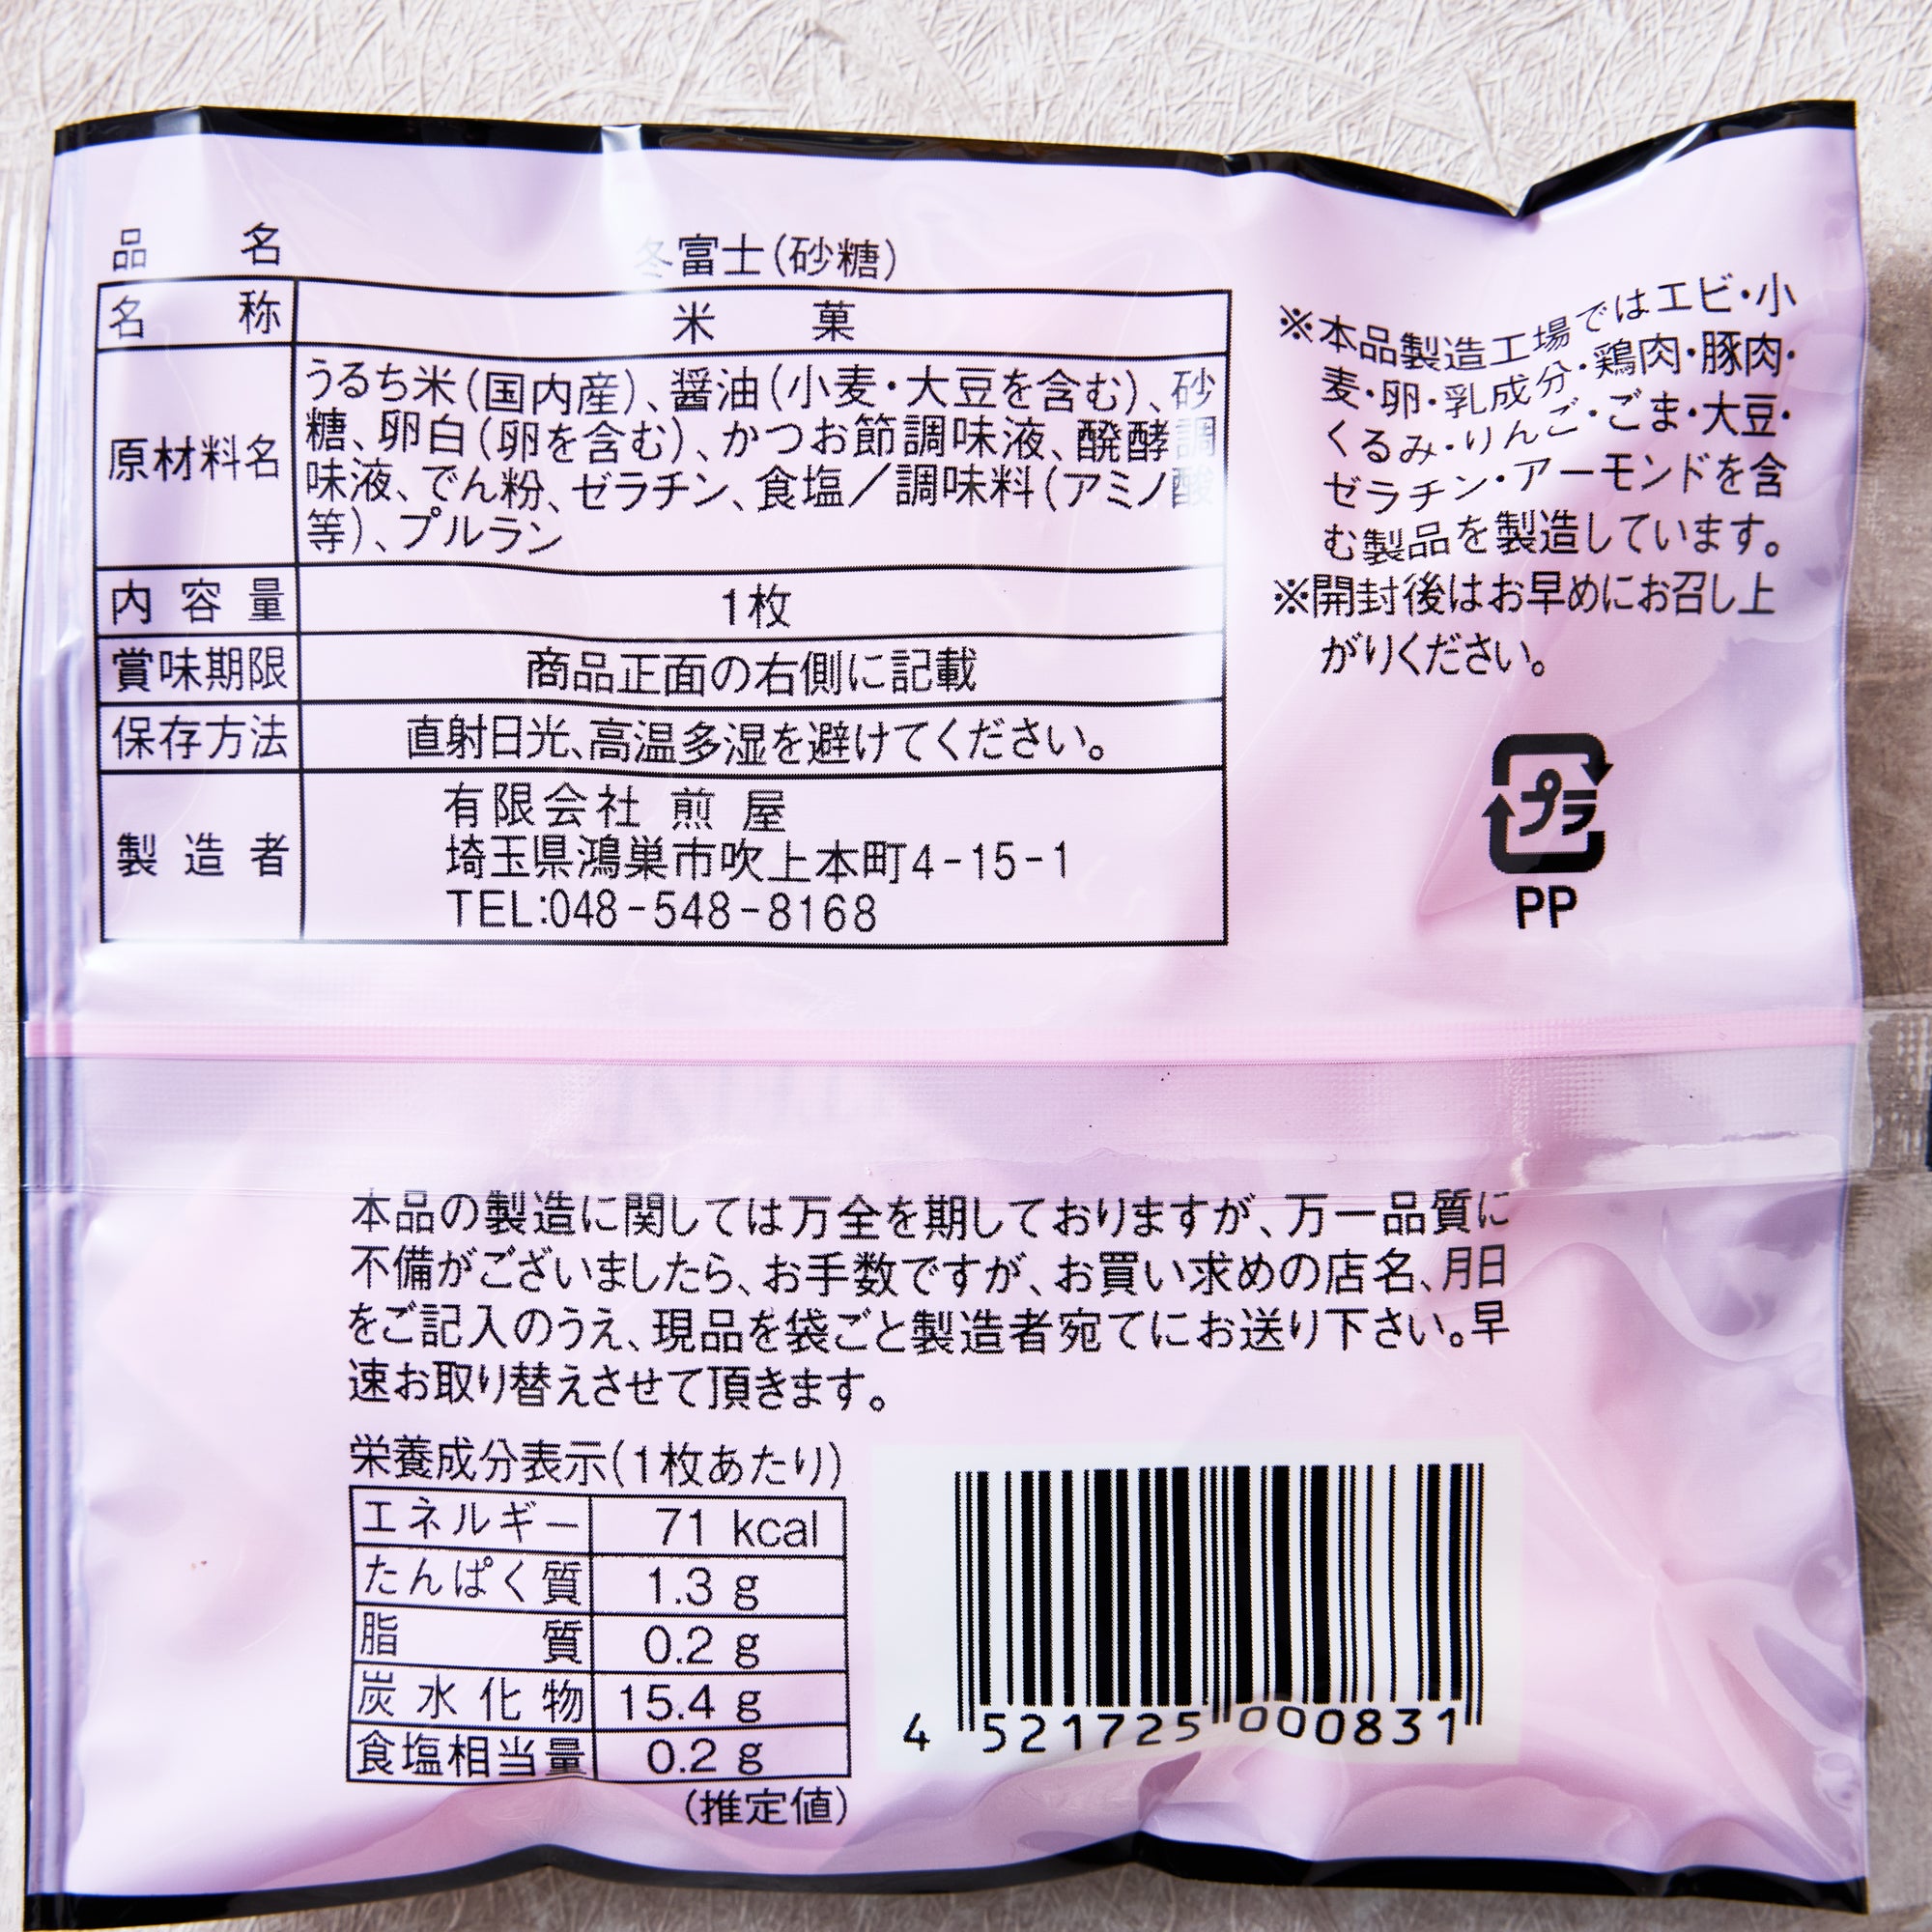 品名 冬富士(砂糖)
名称 米菓
原材料名 うるち米(国内産)、醤油(小麦・大豆を含む)、砂
糖、卵白(卵を含む)、かつお節調味液、醗酵調
味液、でん粉、ゼラチン、食塩／調味料(アミノ酸
等)、プルラン
内容量 1枚
賞味期限 商品正面の右側に記載
保存方法 直射日光、高温多湿を避けてください。
製造者 有限会社 煎屋
埼玉県鴻巣市吹上本町4-15-1
TEL:048-548-8168
※本品製造工場ではエビ・小
麦・卵・乳成分・鶏肉・豚肉・
くるみ・りんご・ごま・大豆・
ゼラチン・アーモンドを含
む製品を製造しています。
※開封後はお早めにお召し上
がりください。
プラ
PP
本品の製造に関しては万全を期しておりますが、万一品質に
不備がございましたら、お手数ですが、お買い求めの店名、月日
をご記入のうえ、現品を袋ごと製造者宛てにお送り下さい。早
速お取り替えさせて頂きます。
栄養成分表示(1枚あたり)
エネルギー 71 kcal
たんぱく質 1.3 g
脂質 0.2 g
炭水化物 15.4 g
食塩相当量 0.2 g
(推定値)
4 521725 000831